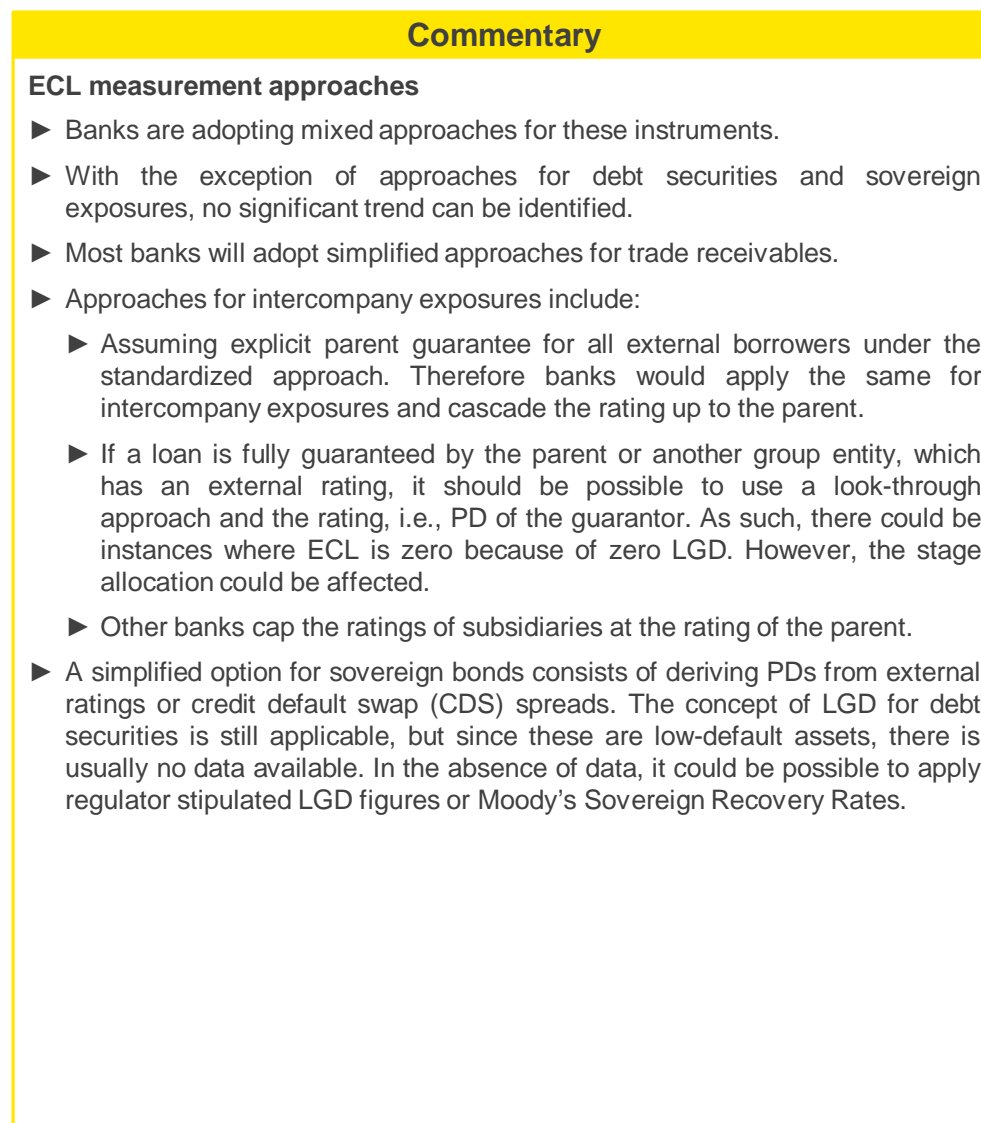 Commentary
ECL measurement approaches
► Banks are adopting mixed approaches for these instruments.
► With the exception of approaches for debt securities and sovereign
exposures, no significant trend can be identified.
► Most banks will adopt simplified approaches for trade receivables.
► Approaches for intercompany exposures include:
► Assuming explicit parent guarantee for all external borrowers under the
standardized approach. Therefore banks would apply the same for
intercompany exposures and cascade the rating up to the parent.
► If a loan is fully guaranteed by the parent or another group entity, which
has an external rating, it should be possible to use a look-through
approach and the rating, i.e., PD of the guarantor. As such, there could be
instances where ECL is zero because of zero LGD. However, the stage
allocation could be affected.
► Other banks cap the ratings of subsidiaries at the rating of the parent.
► A simplified option for sovereign bonds consists of deriving PDs from external
ratings or credit default swap (CDS) spreads. The concept of LGD for debt
securities is still applicable, but since these are low-default assets, there is
usually no data available. In the absence of data, it could be possible to apply
regulator stipulated LGD figures or Moody's Sovereign Recovery Rates.